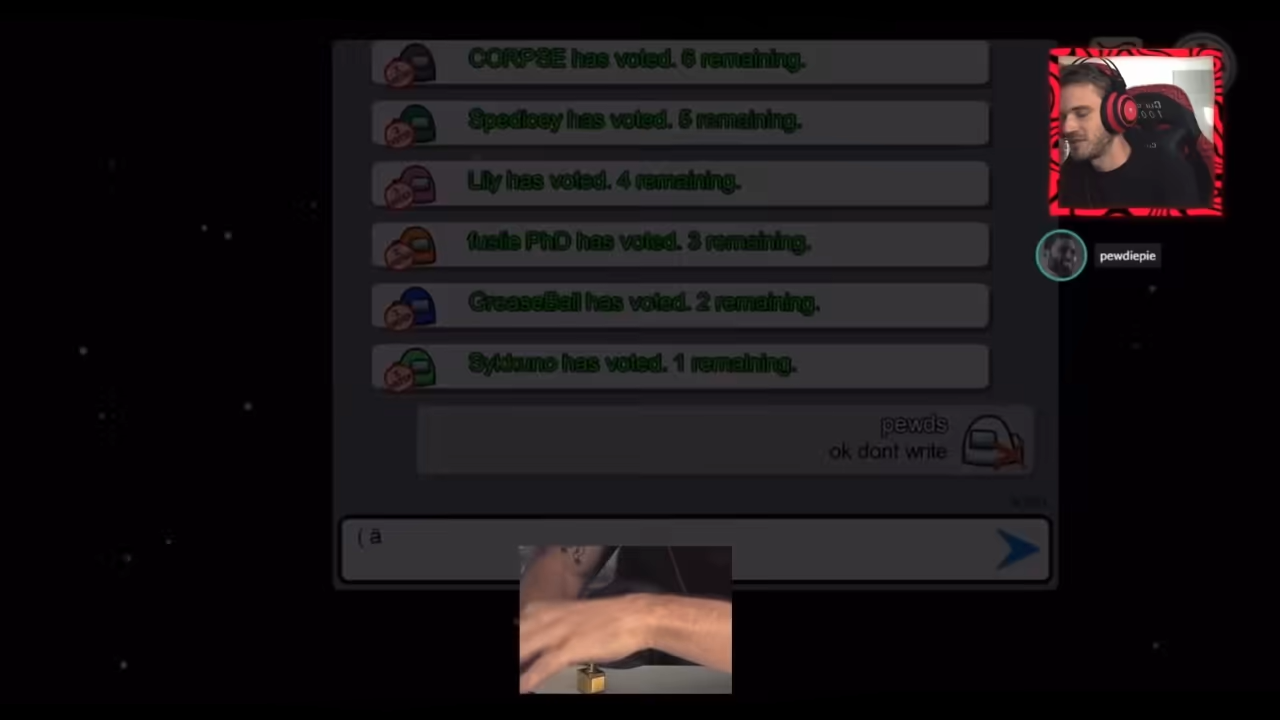 CORPSE has voted. 6 remaining.
Spedicey has voted. 5 remaining.
Lily has voted. 4 remaining.
fuslie PhD has voted. 3 remaining.
GreaseBall has voted. 2 remaining.
Sykkuno has voted. 1 remaining.
pewds
ok dont write
( ä
pewdiepie